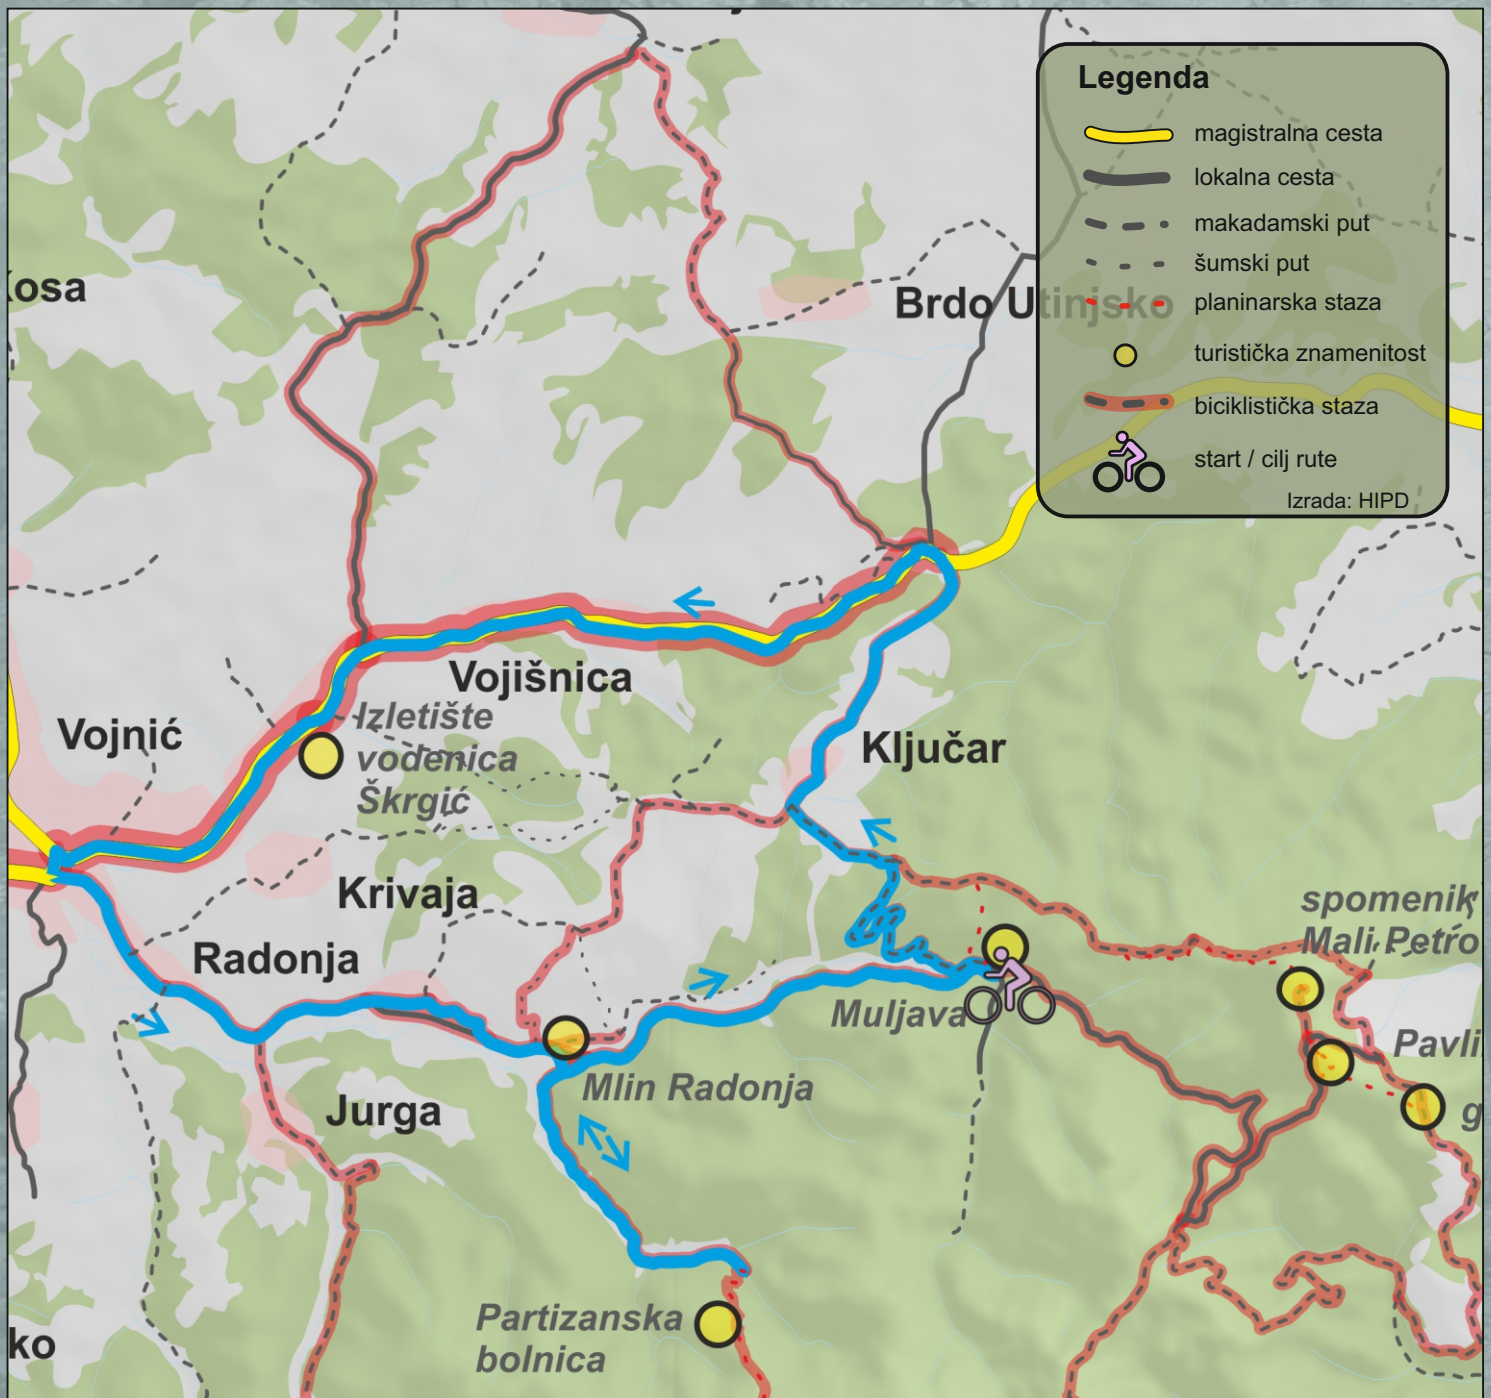 Legenda
magistralna cesta
lokalna cesta
makadamski put
šumski put
planinarska staza
turistička znamenitost
biciklistička staza
start / cilj rute
Izrada: HIPD
Brdo Utinjsko
Vojišnica
Vojnić
Izletište
vodenica
Škrgić
Ključar
Krivaja
Radonja
spomenik
Mali Petro
Muljava
Pavli
Mlin Radonja
Jurga
g
Partizanska
bolnica
ko